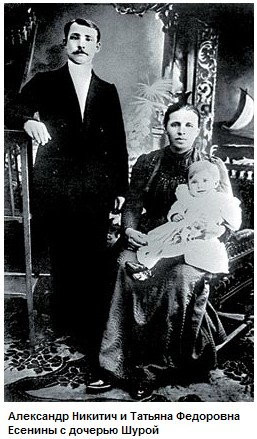 Александр Никитич и Татьяна Федоровна
Есенины с дочерью Шурой